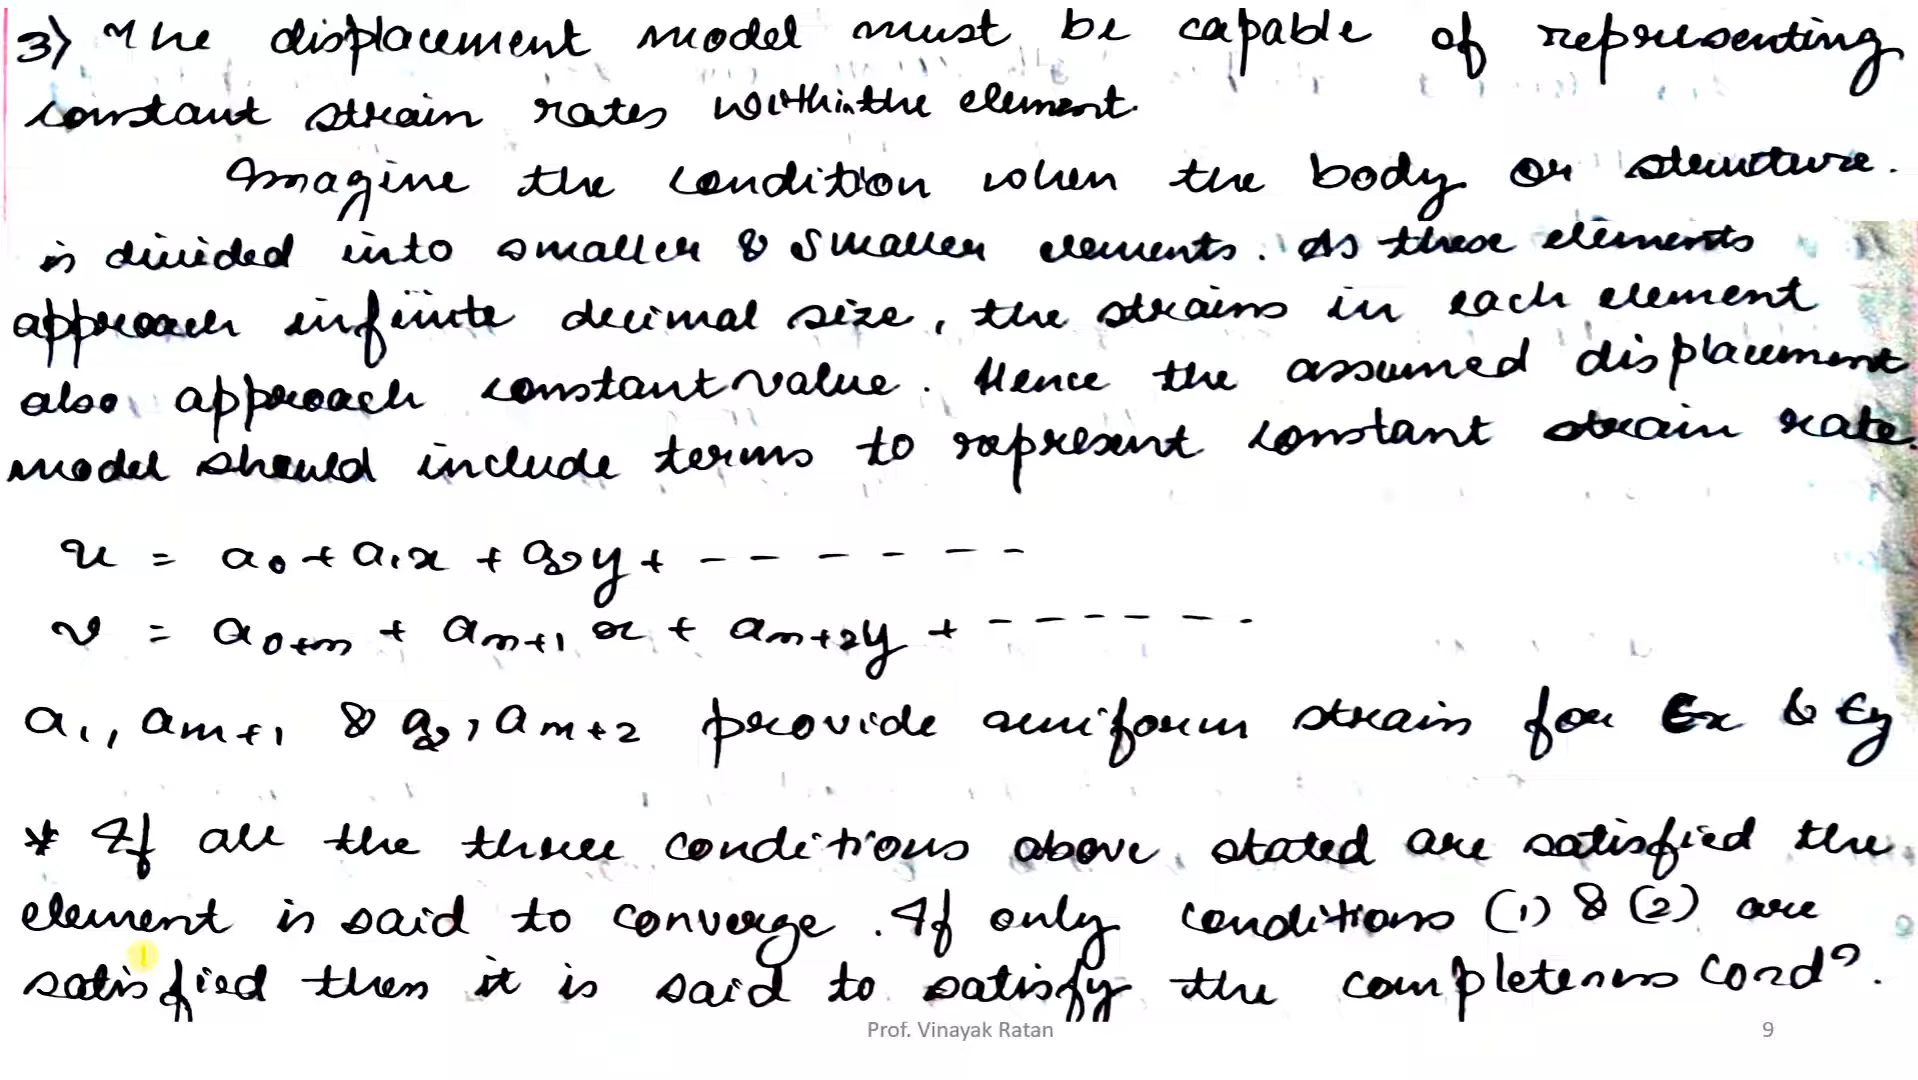 3) The displacement model must be capable of representing
constant strain rates within the element.
Imagine the condition when the body or structure.
is divided into smaller & smaller elements. As these elements
approach infinite decimal size, the strains in each element
also approach constant value. Hence the assumed displacement
model should include terms to represent constant strain rate.
u = a₀ + a₁x + a₂y + - - - - - -
v = a₀₊ₘ + aₘ₊₁ x + aₘ₊₂y + - - - - - -
a₁, aₘ₊₁ & a₂, aₘ₊₂ provide uniform strain for Ex & Ey
* If all the three conditions above stated are satisfied the
element is said to converge. If only conditions (1) & (2) are
satisfied then it is said to satisfy the completeness condⁿ.
Prof. Vinayak Ratan
9